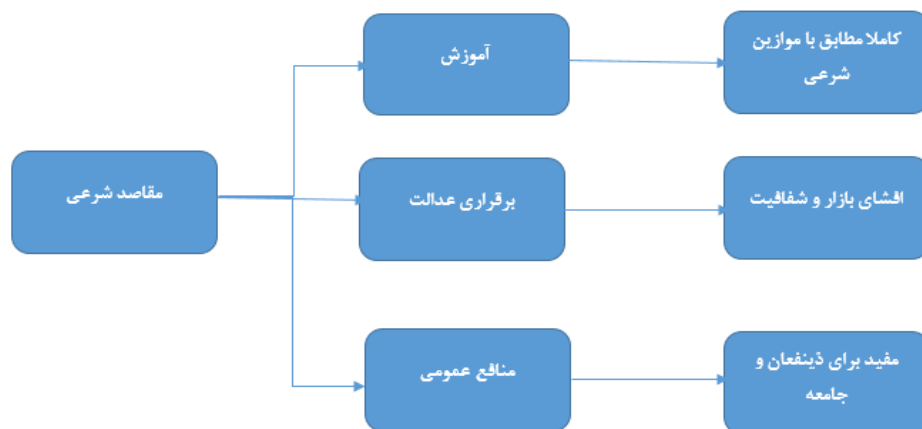 مقاصد شرعی
آموزش
کاملا مطابق با موازین
شرعی
برقراری عدالت
افشای بازار و شفافیت
منافع عمومی
مفید برای ذینفعان و
جامعه